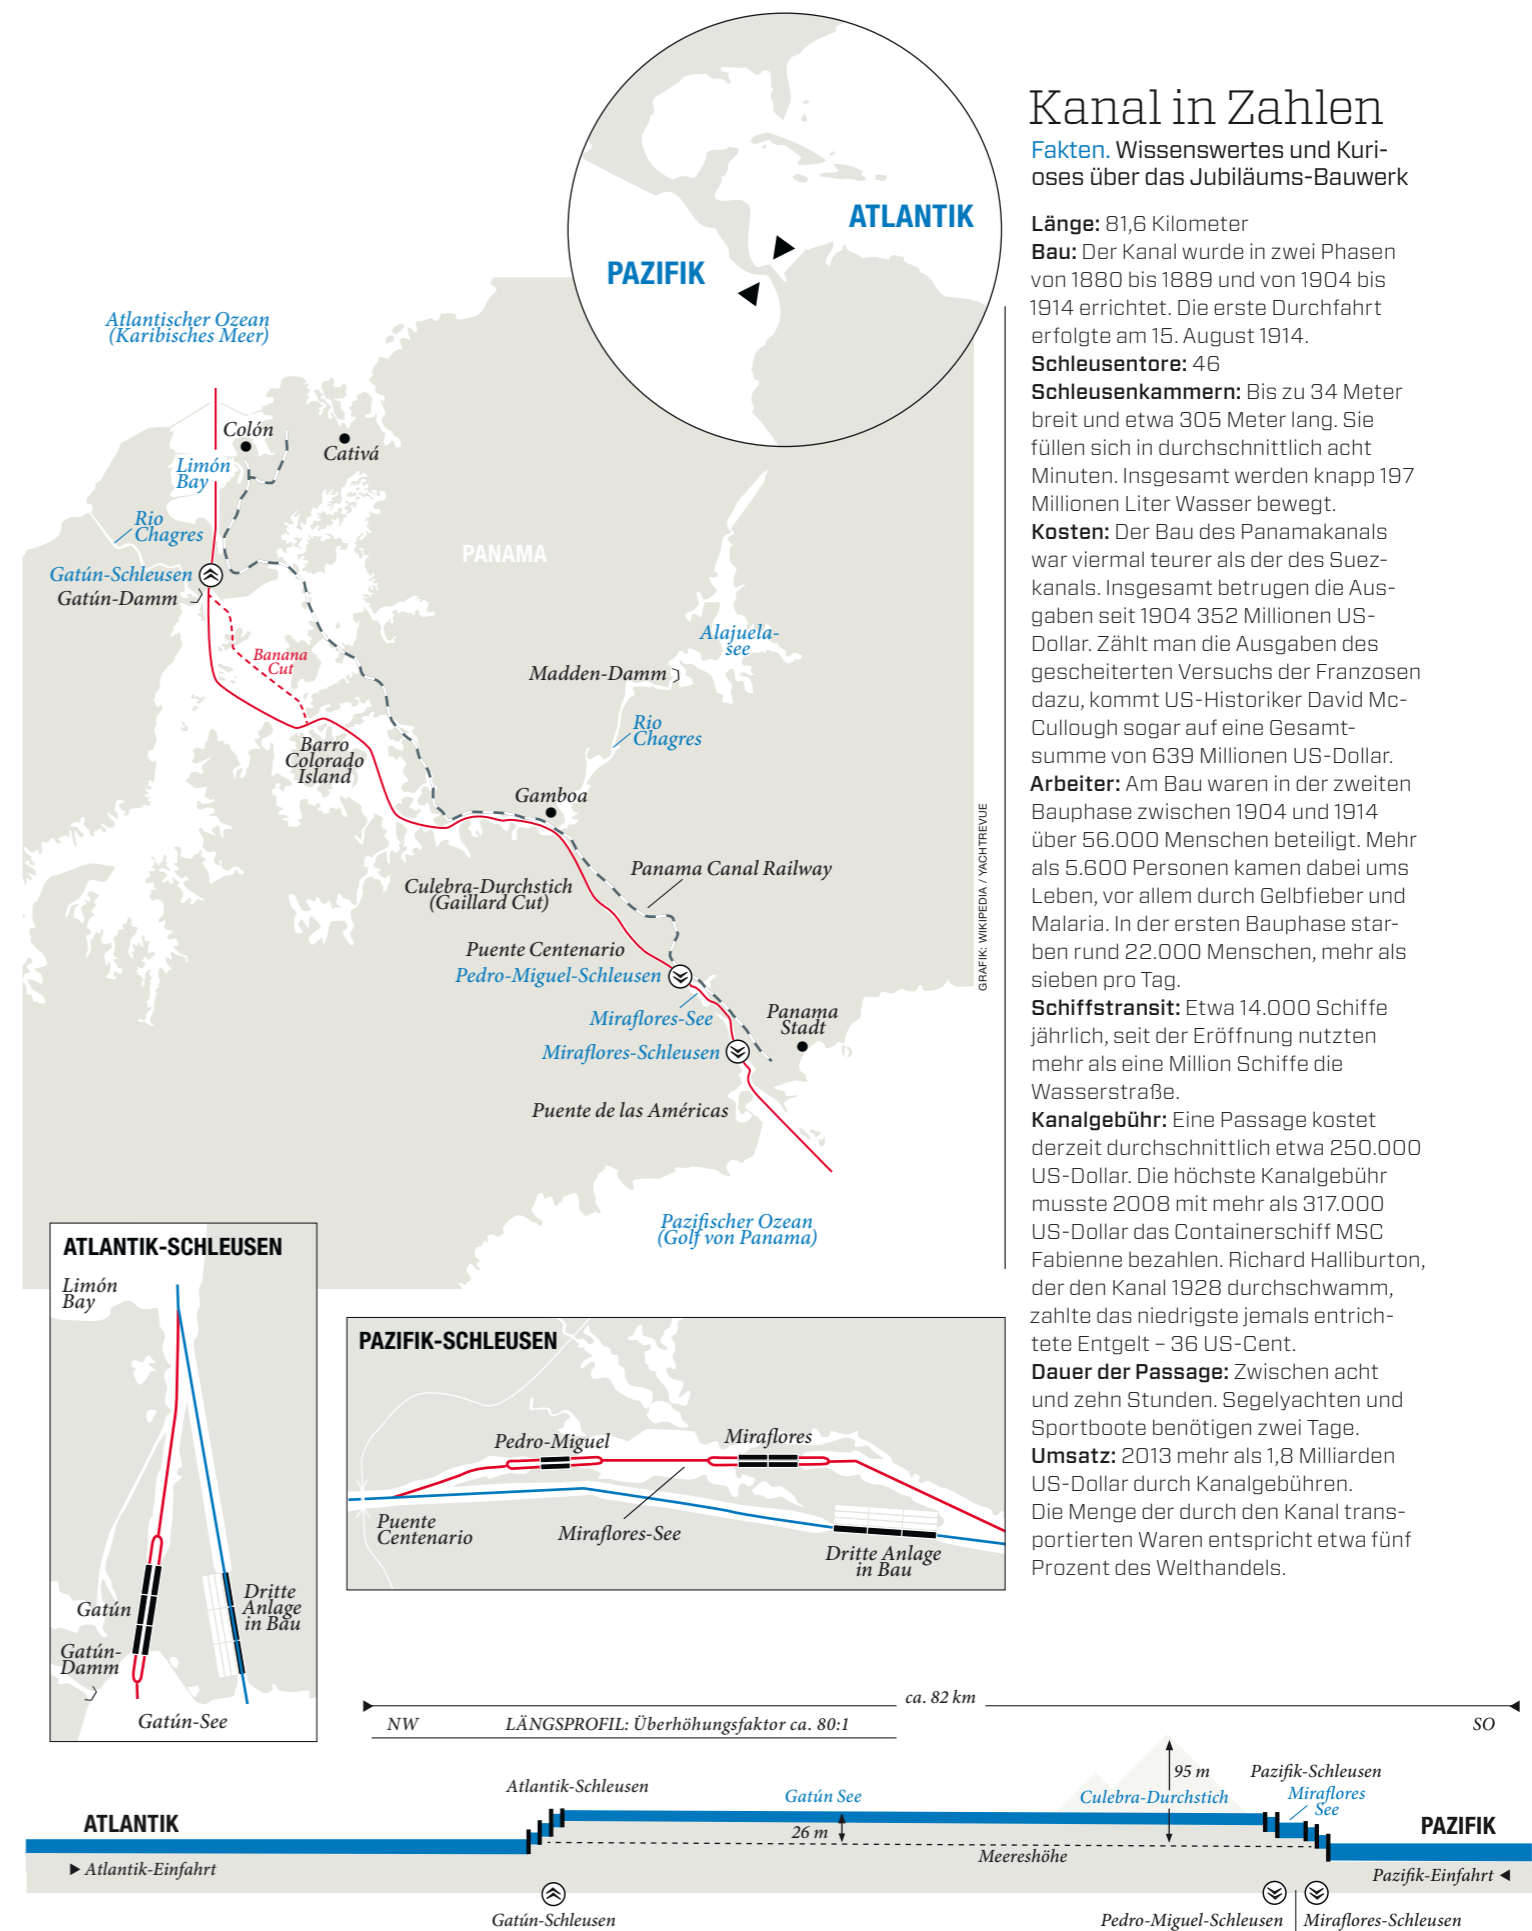 ATLANTIK
PAZIFIK
Atlantischer Ozean
(Karibisches Meer)
Colón
Cativá
Limón
Bay
Rio
Chagres
PANAMA
Gatún-Schleusen
Gatún-Damm
Banana
Cut
Alajuela-
see
Madden-Damm
Rio
Chagres
Barro
Colorado
Island
Gamboa
Panama Canal Railway
Culebra-Durchstich
(Gaillard Cut)
Puente Centenario
Pedro-Miguel-Schleusen
Miraflores-See
Panama
Stadt
Miraflores-Schleusen
Puente de las Américas
Pazifischer Ozean
(Golf von Panama)
GRAFIK: WIKIPEDIA / YACHTREVUE
Kanal in Zahlen
Fakten. Wissenswertes und Kuri-
oses über das Jubiläums-Bauwerk
Länge: 81,6 Kilometer
Bau: Der Kanal wurde in zwei Phasen
von 1880 bis 1889 und von 1904 bis
1914 errichtet. Die erste Durchfahrt
erfolgte am 15. August 1914.
Schleusentore: 46
Schleusenkammern: Bis zu 34 Meter
breit und etwa 305 Meter lang. Sie
füllen sich in durchschnittlich acht
Minuten. Insgesamt werden knapp 197
Millionen Liter Wasser bewegt.
Kosten: Der Bau des Panamakanals
war viermal teurer als der des Suez-
kanals. Insgesamt betrugen die Aus-
gaben seit 1904 352 Millionen US-
Dollar. Zählt man die Ausgaben des
gescheiterten Versuchs der Franzosen
dazu, kommt US-Historiker David Mc-
Cullough sogar auf eine Gesamt-
summe von 639 Millionen US-Dollar.
Arbeiter: Am Bau waren in der zweiten
Bauphase zwischen 1904 und 1914
über 56.000 Menschen beteiligt. Mehr
als 5.600 Personen kamen dabei ums
Leben, vor allem durch Gelbfieber und
Malaria. In der ersten Bauphase star-
ben rund 22.000 Menschen, mehr als
sieben pro Tag.
Schiffstransit: Etwa 14.000 Schiffe
jährlich, seit der Eröffnung nutzten
mehr als eine Million Schiffe die
Wasserstraße.
Kanalgebühr: Eine Passage kostet
derzeit durchschnittlich etwa 250.000
US-Dollar. Die höchste Kanalgebühr
musste 2008 mit mehr als 317.000
US-Dollar das Containerschiff MSC
Fabienne bezahlen. Richard Halliburton,
der den Kanal 1928 durchschwamm,
zahlte das niedrigste jemals entrich-
tete Entgelt – 36 US-Cent.
Dauer der Passage: Zwischen acht
und zehn Stunden. Segelyachten und
Sportboote benötigen zwei Tage.
Umsatz: 2013 mehr als 1,8 Milliarden
US-Dollar durch Kanalgebühren.
Die Menge der durch den Kanal trans-
portierten Waren entspricht etwa fünf
Prozent des Welthandels.
ATLANTIK-SCHLEUSEN
Limón
Bay
Gatún
Dritte
Anlage
in Bau
Gatún-
Damm
Gatún-See
PAZIFIK-SCHLEUSEN
Pedro-Miguel
Miraflores
Puente
Centenario
Miraflores-See
Dritte Anlage
in Bau
ca. 82 km
NW
LÄNGSPROFIL: Überhöhungsfaktor ca. 80:1
SO
Atlantik-Schleusen
Gatún See
95 m
Culebra-Durchstich
Pazifik-Schleusen
Miraflores
See
ATLANTIK
26 m
PAZIFIK
Meereshöhe
Atlantik-Einfahrt
Pazifik-Einfahrt
Gatún-Schleusen
Pedro-Miguel-Schleusen
Miraflores-Schleusen